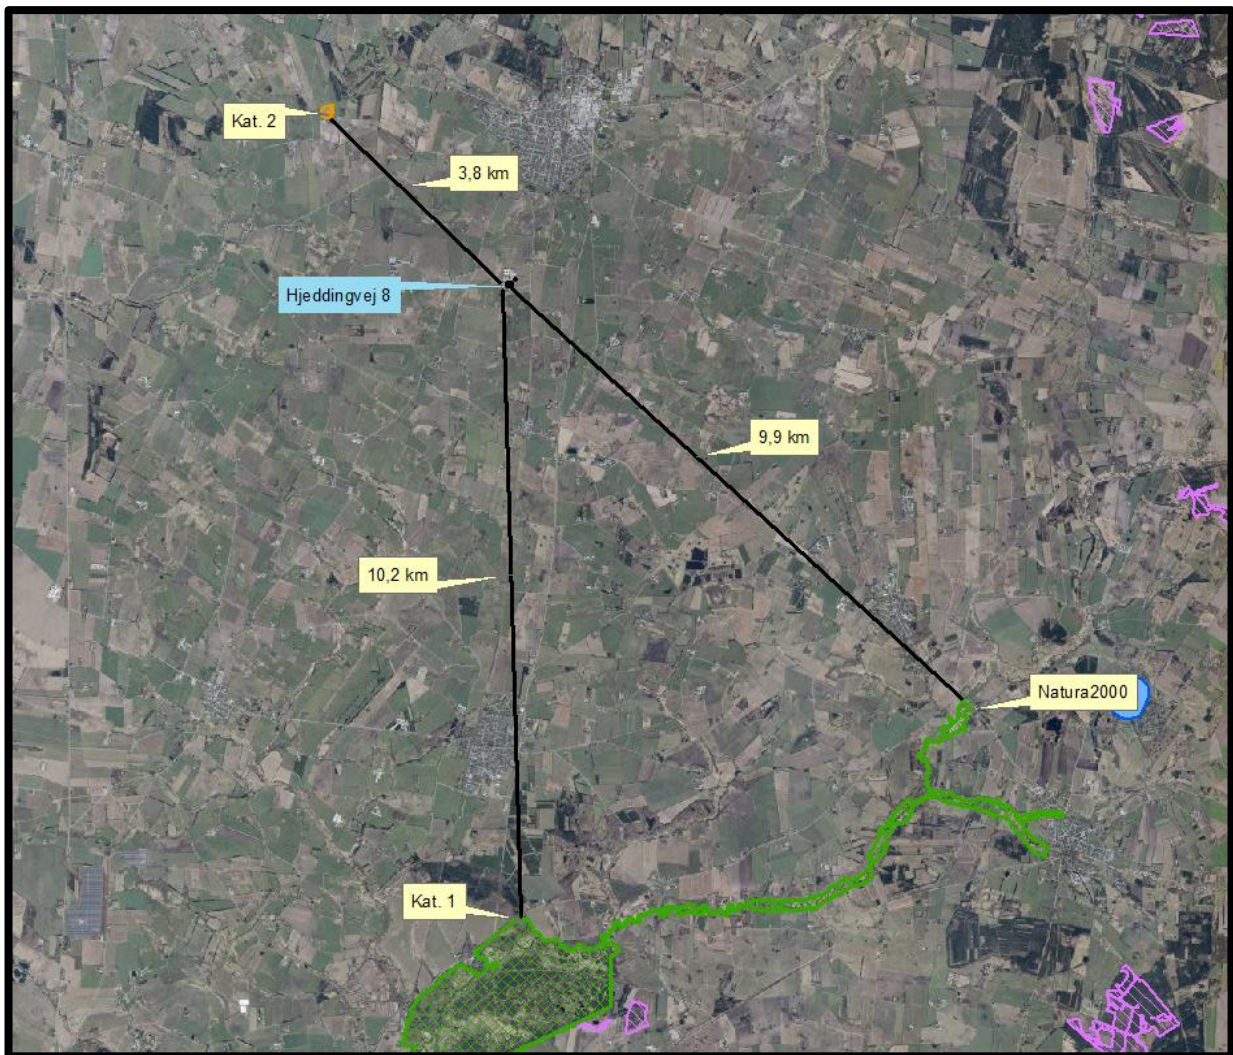 Kat. 2
3,8 km
Hjeddingvej 8
9,9 km
10,2 km
Natura2000
Kat. 1